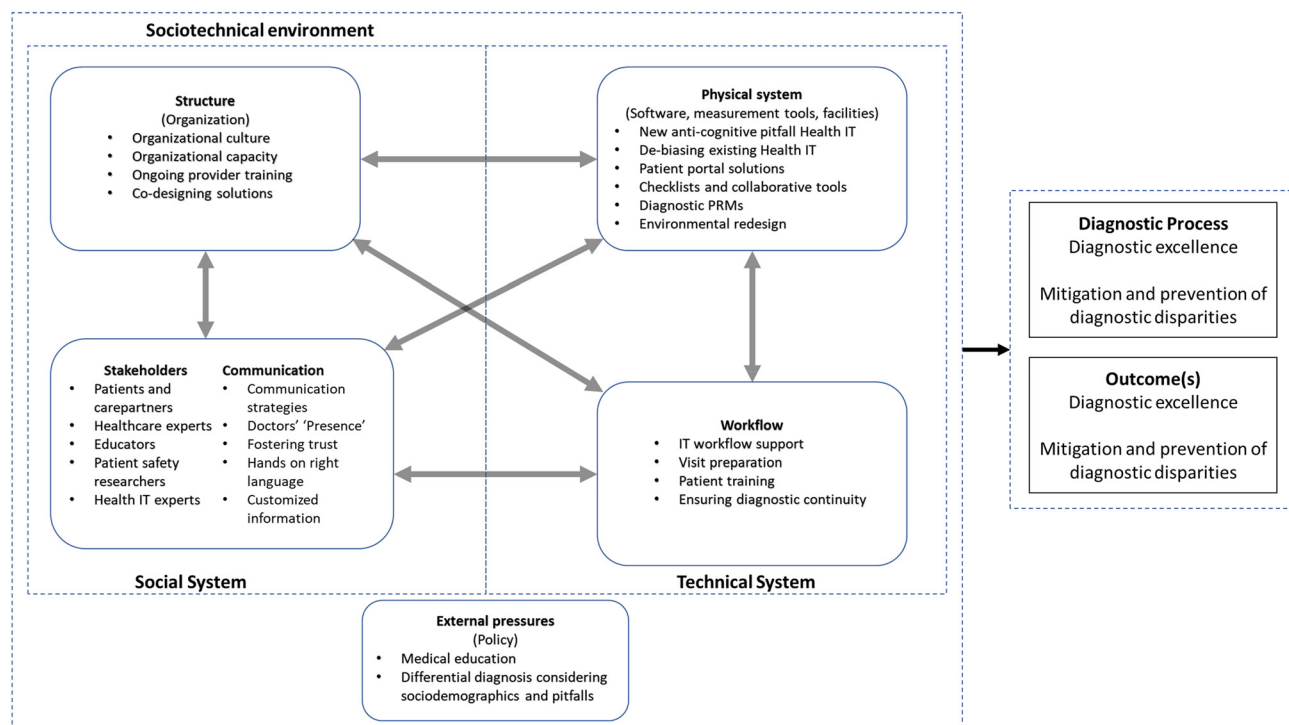 Sociotechnical environment
Structure
(Organization)
• Organizational culture
• Organizational capacity
• Ongoing provider training
• Co-designing solutions
Physical system
(Software, measurement tools, facilities)
• New anti-cognitive pitfall Health IT
• De-biasing existing Health IT
• Patient portal solutions
• Checklists and collaborative tools
• Diagnostic PRMs
• Environmental redesign
Stakeholders
• Patients and
carepartners
• Healthcare experts
• Educators
• Patient safety
researchers
• Health IT experts
Communication
• Communication
strategies
• Doctors’ ‘Presence’
• Fostering trust
• Hands on right
language
• Customized
information
Workflow
• IT workflow support
• Visit preparation
• Patient training
• Ensuring diagnostic continuity
Social System
Technical System
External pressures
(Policy)
• Medical education
• Differential diagnosis considering
sociodemographics and pitfalls
Diagnostic Process
Diagnostic excellence
Mitigation and prevention of
diagnostic disparities
Outcome(s)
Diagnostic excellence
Mitigation and prevention of
diagnostic disparities